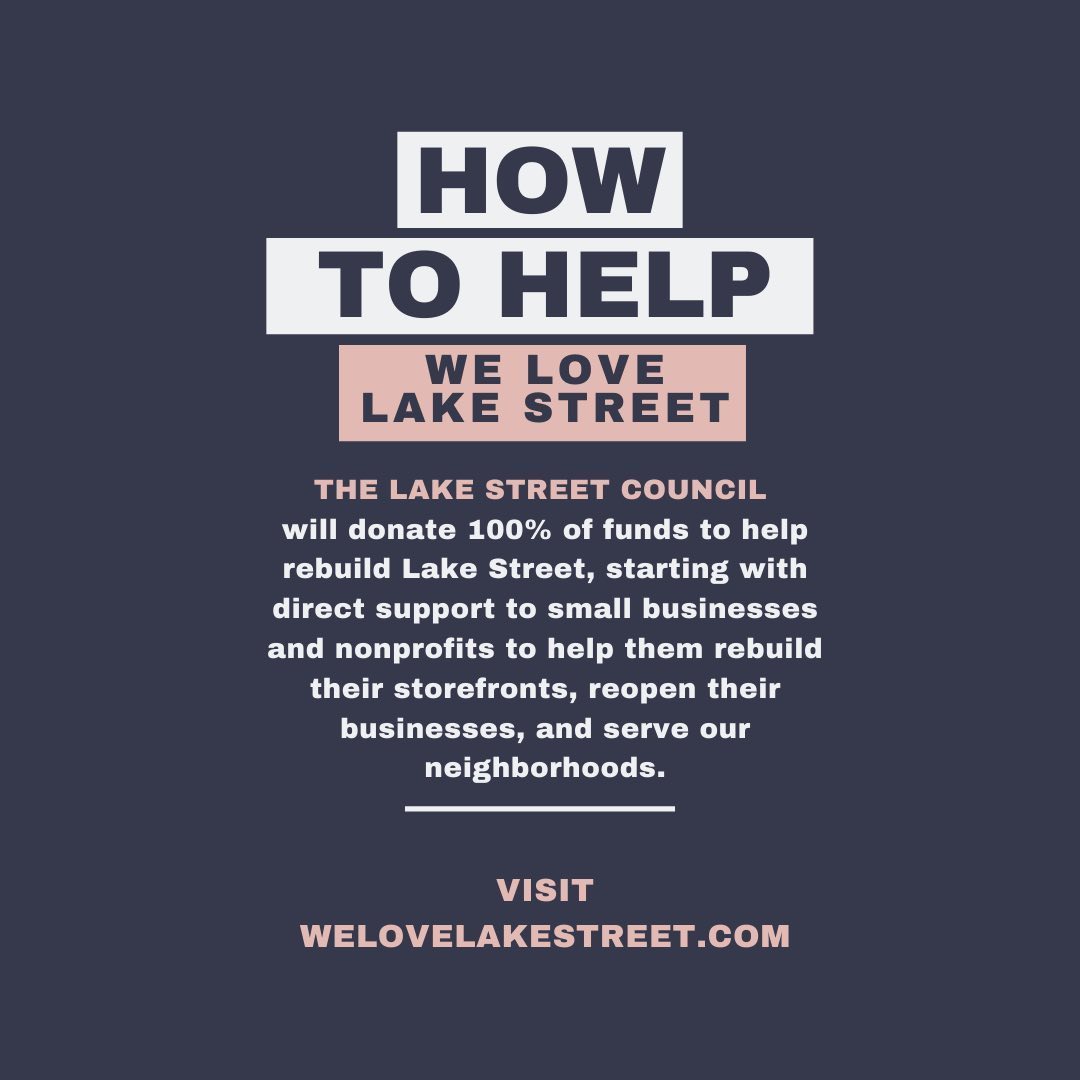 HOW
TO HELP
WE LOVE
LAKE STREET
THE LAKE STREET COUNCIL
will donate 100% of funds to help
rebuild Lake Street, starting with
direct support to small businesses
and nonprofits to help them rebuild
their storefronts, reopen their
businesses, and serve our
neighborhoods.
VISIT
WELOVELAKESTREET.COM